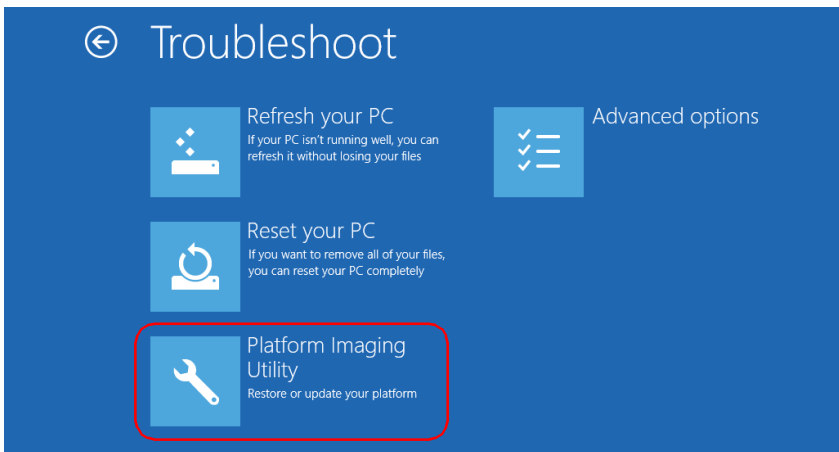 Troubleshoot
Refresh your PC
If your PC isn't running well, you can
refresh it without losing your files
Advanced options
Reset your PC
If you want to remove all of your files,
you can reset your PC completely
Platform Imaging
Utility
Restore or update your platform